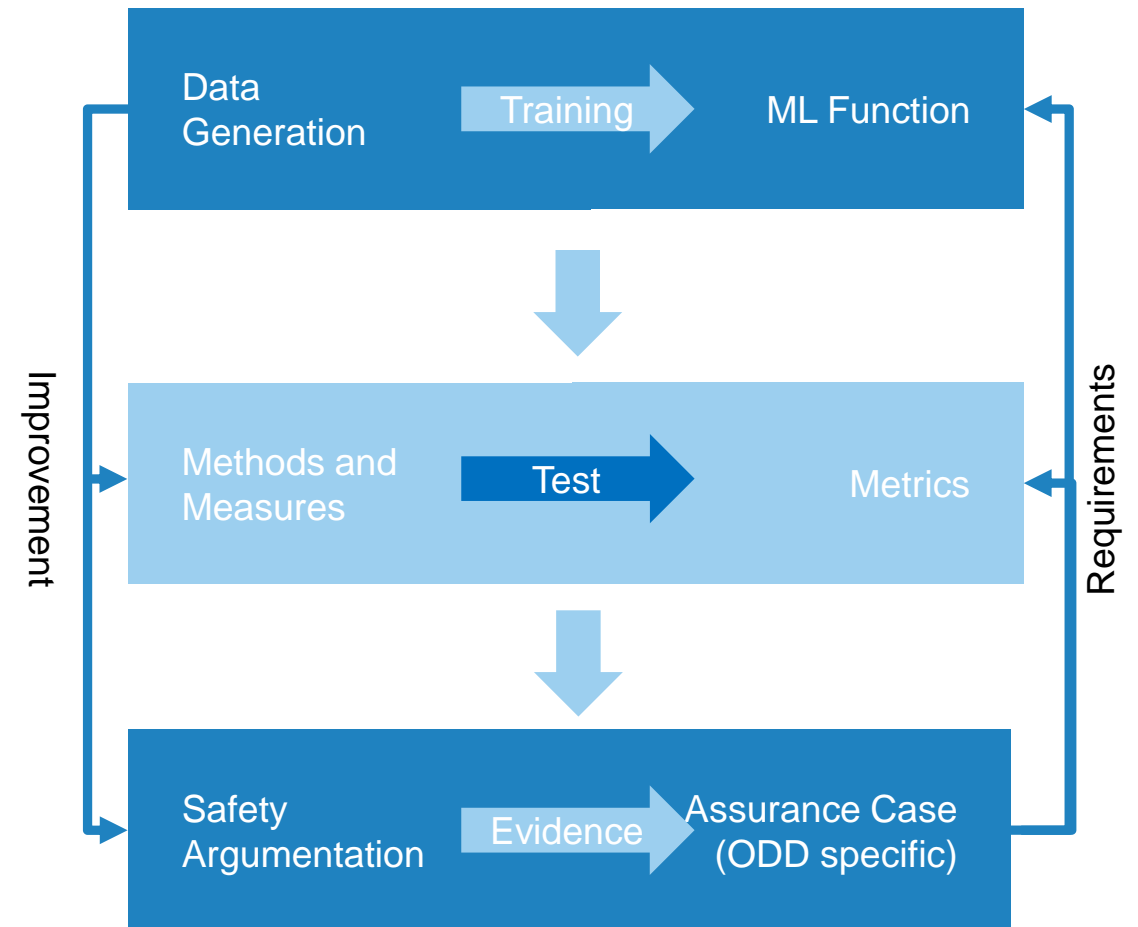 Data
Generation
Training
ML Function
Improvement
Methods and
Measures
Test
Metrics
Requirements
Safety
Argumentation
Evidence
Assurance Case
(ODD specific)